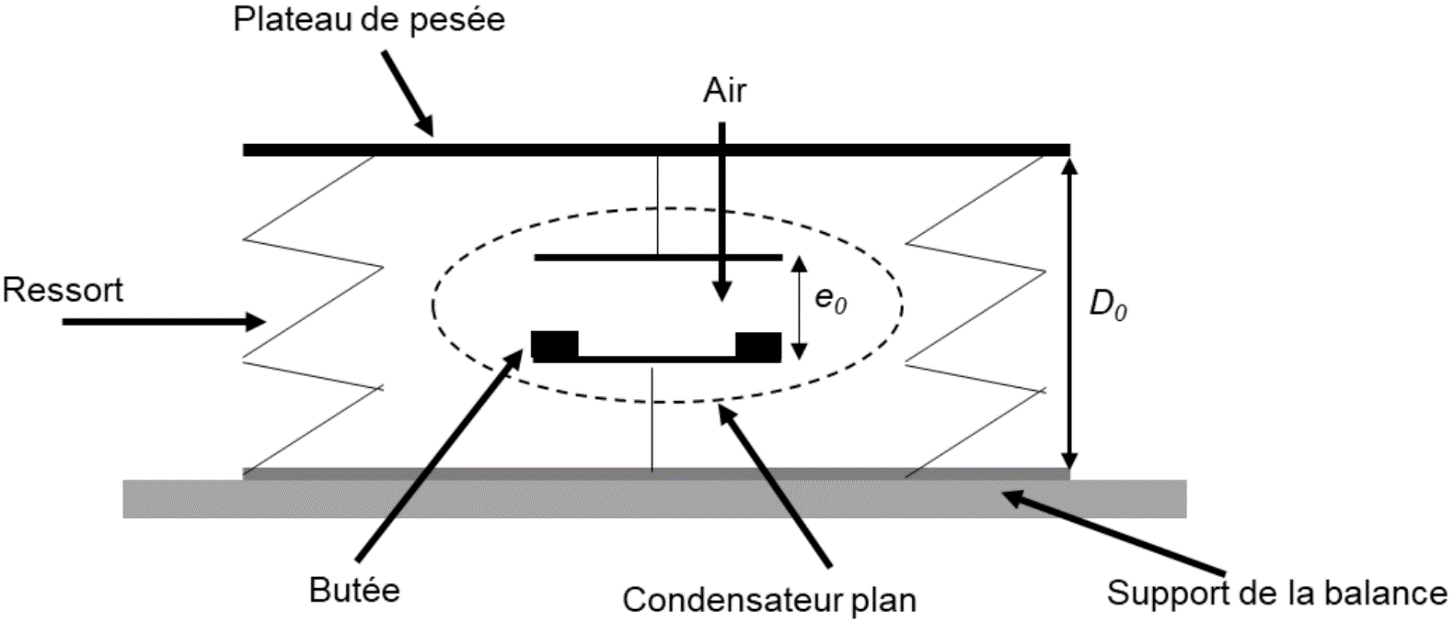 Plateau de pesée
Air
Ressort
e0
D0
Butée
Condensateur plan
Support de la balance